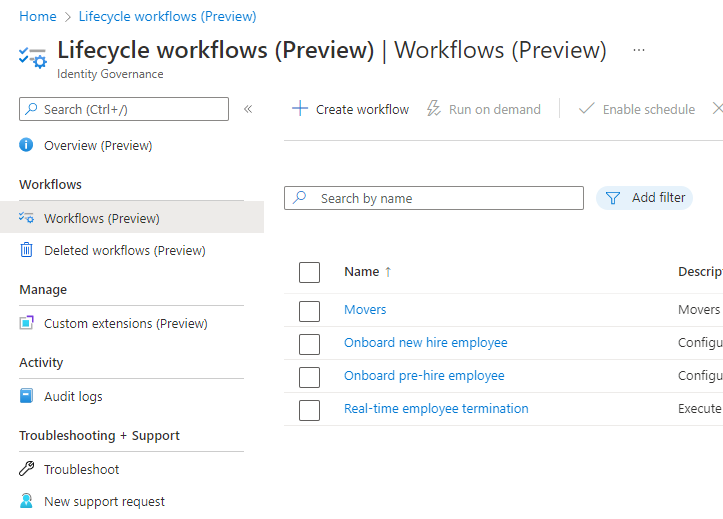 Home > Lifecycle workflows (Preview)
Lifecycle workflows (Preview) | Workflows (Preview) ...
Identity Governance
Search (Ctrl+/) «
Create workflow Run on demand Enable schedule
Overview (Preview)
Workflows
Workflows (Preview)
Search by name Add filter
Deleted workflows (Preview)
Name ↑ Descrip
Manage
Custom extensions (Preview)
Movers Movers
Onboard new hire employee Configu
Activity
Onboard pre-hire employee Configu
Audit logs
Real-time employee termination Execute
Troubleshooting + Support
Troubleshoot
New support request